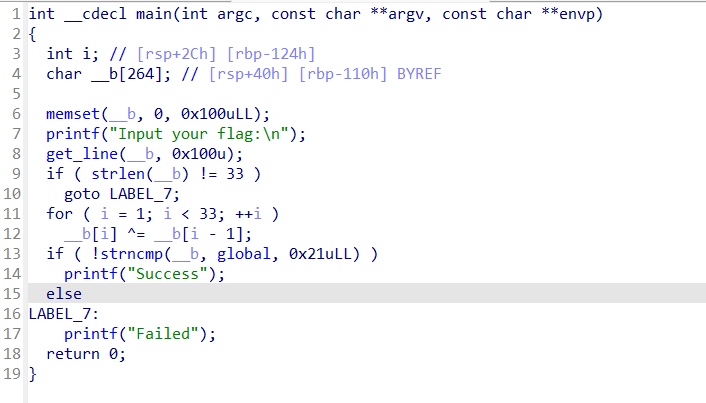 1 int __cdecl main(int argc, const char **argv, const char **envp)
2 {
3   int i; // [rsp+2Ch] [rbp-124h]
4   char __b[264]; // [rsp+40h] [rbp-110h] BYREF
5
6   memset(__b, 0, 0x100uLL);
7   printf("Input your flag:\n");
8   get_line(__b, 0x100u);
9   if ( strlen(__b) != 33 )
10     goto LABEL_7;
11   for ( i = 1; i < 33; ++i )
12     __b[i] ^= __b[i - 1];
13   if ( !strncmp(__b, global, 0x21uLL) )
14     printf("Success");
15   else
16 LABEL_7:
17     printf("Failed");
18   return 0;
19 }